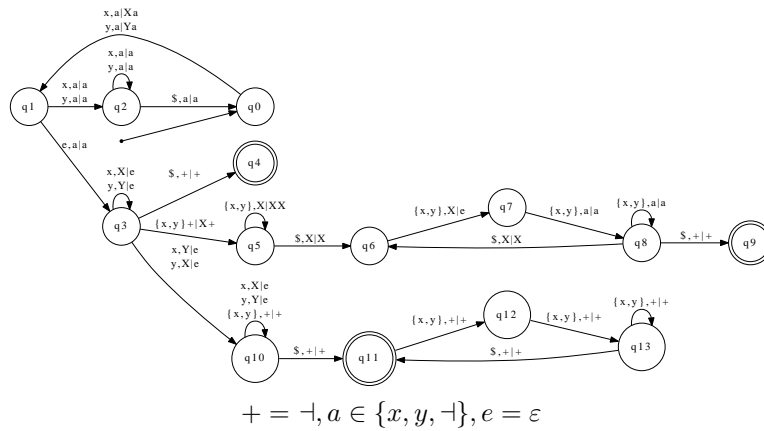 x,a|Xa
y,a|Ya
x,a|a
y,a|a
x,a|a
y,a|a
$,a|a
q1
q2
q0
e,a|a
q4
x,X|e
y,Y|e
$,+|+
q3
{x,y}+|X+
{x,y},X|XX
q5
$,X|X
q6
{x,y},X|e
q7
{x,y},a|a
{x,y},a|a
$,X|X
q8
$,+|+
q9
x,Y|e
y,X|e
x,X|e
y,Y|e
{x,y},+|+
q10
$,+|+
q11
{x,y},+|+
q12
{x,y},+|+
{x,y},+|+
q13
$,+|+
+ = ⊣, a ∈ {x, y, ⊣}, e = ε